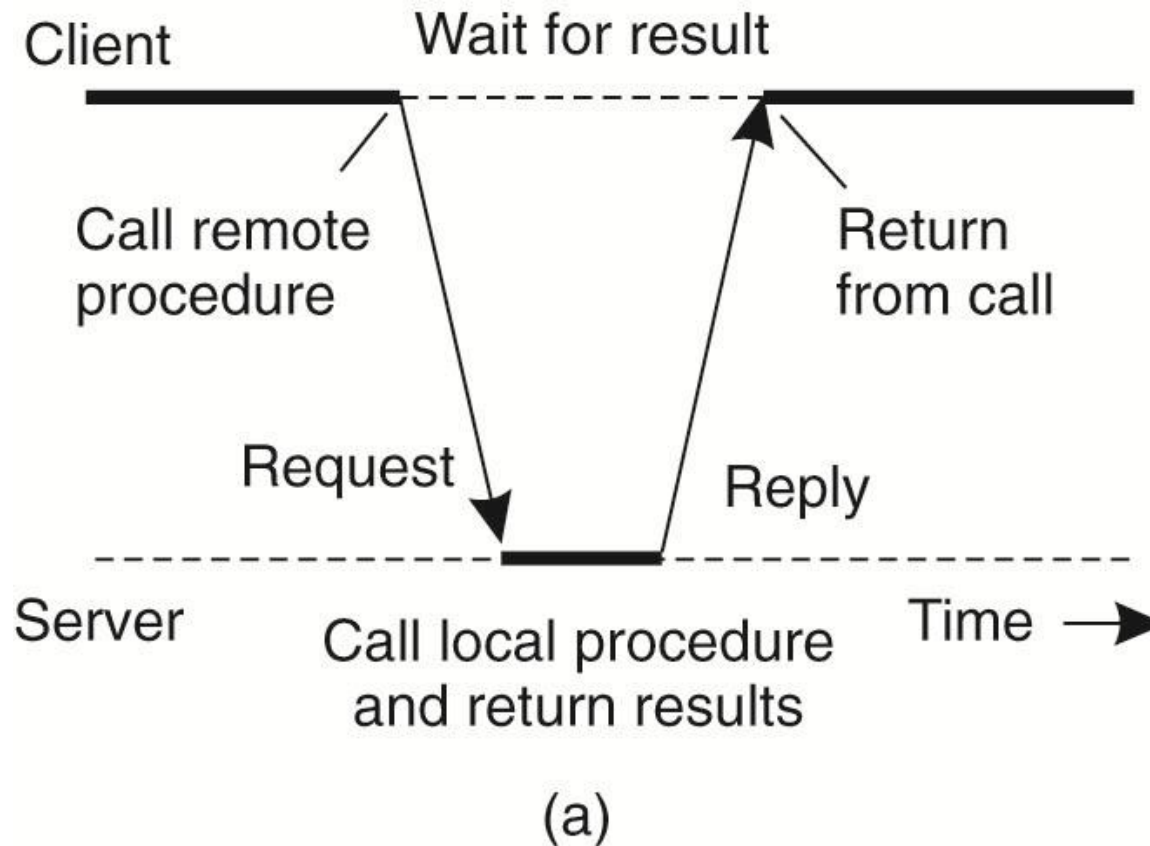 Client
Wait for result
Call remote
procedure
Return
from call
Request
Reply
Server
Time
Call local procedure
and return results
(a)